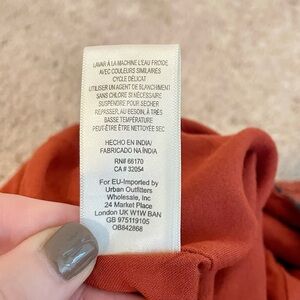 LAVAR À LA MACHINE L'EAU FROIDE
AVEC COULEURS SIMILAIRES
CYCLE DÉLICAT
UTILISER UN AGENT DE BLANCHIMENT
SANS CHLORE SI NÉCESSAIRE
SUSPENDRE POUR SÉCHER
REPASSER, AU BESOIN, À TRÈS
BASSE TEMPÉRATURE
PEUT-ÊTRE ÊTRE NETTOYÉ SEC
HECHO EN INDIA/
FABRICADO NA ÍNDIA
RN# 66170
CA # 32054
For EU-Imported by
Urban Outfitters
Wholesale, Inc
24 Market Place
London UK W1W 8AN
GB 975119105
OB842868